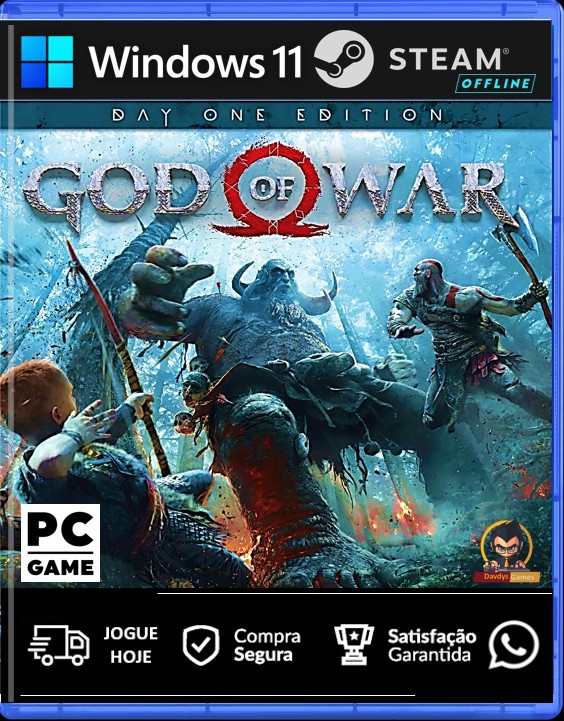 Windows 11
STEAM®
OFFLINE
DAY ONE EDITION
GOD OF WAR
PC
GAME
Davdys Games
JOGUE
HOJE
Compra
Segura
Satisfação
Garantida